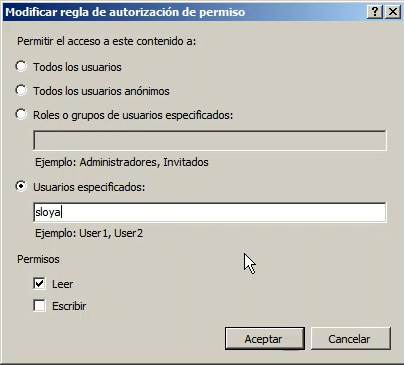 Modificar regla de autorización de permiso
Permitir el acceso a este contenido a:
Todos los usuarios
Todos los usuarios anónimos
Roles o grupos de usuarios especificados:
Ejemplo: Administradores, Invitados
Usuarios especificados:
sloya
Ejemplo: User1, User2
Permisos
Leer
Escribir
Aceptar
Cancelar